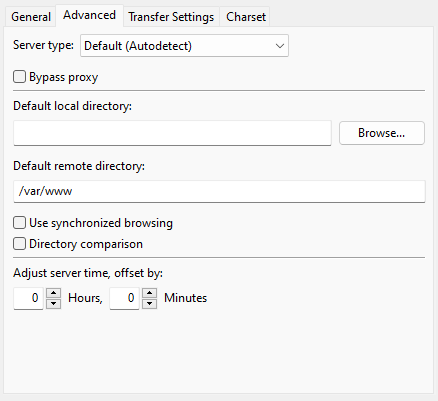 General Advanced Transfer Settings Charset
Server type: Default (Autodetect)
Bypass proxy
Default local directory:
Browse...
Default remote directory:
/var/www
Use synchronized browsing
Directory comparison
Adjust server time, offset by:
0 Hours, 0 Minutes